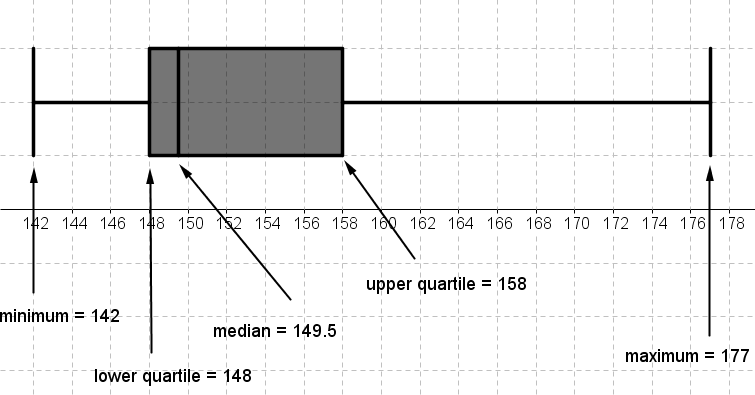 142 144 146 148 150 152 154 156 158 160 162 164 166 168 170 172 174 176 178
upper quartile = 158
minimum = 142
median = 149.5
maximum = 177
lower quartile = 148